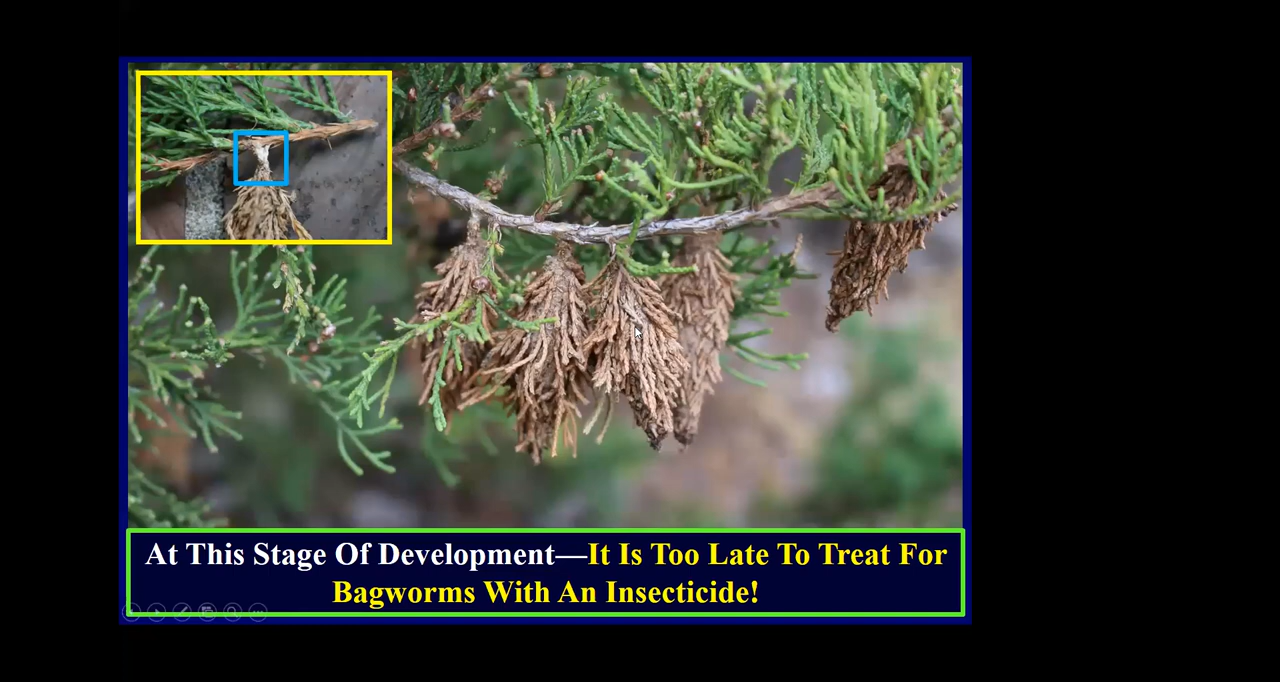 At This Stage Of Development—It Is Too Late To Treat For
Bagworms With An Insecticide!